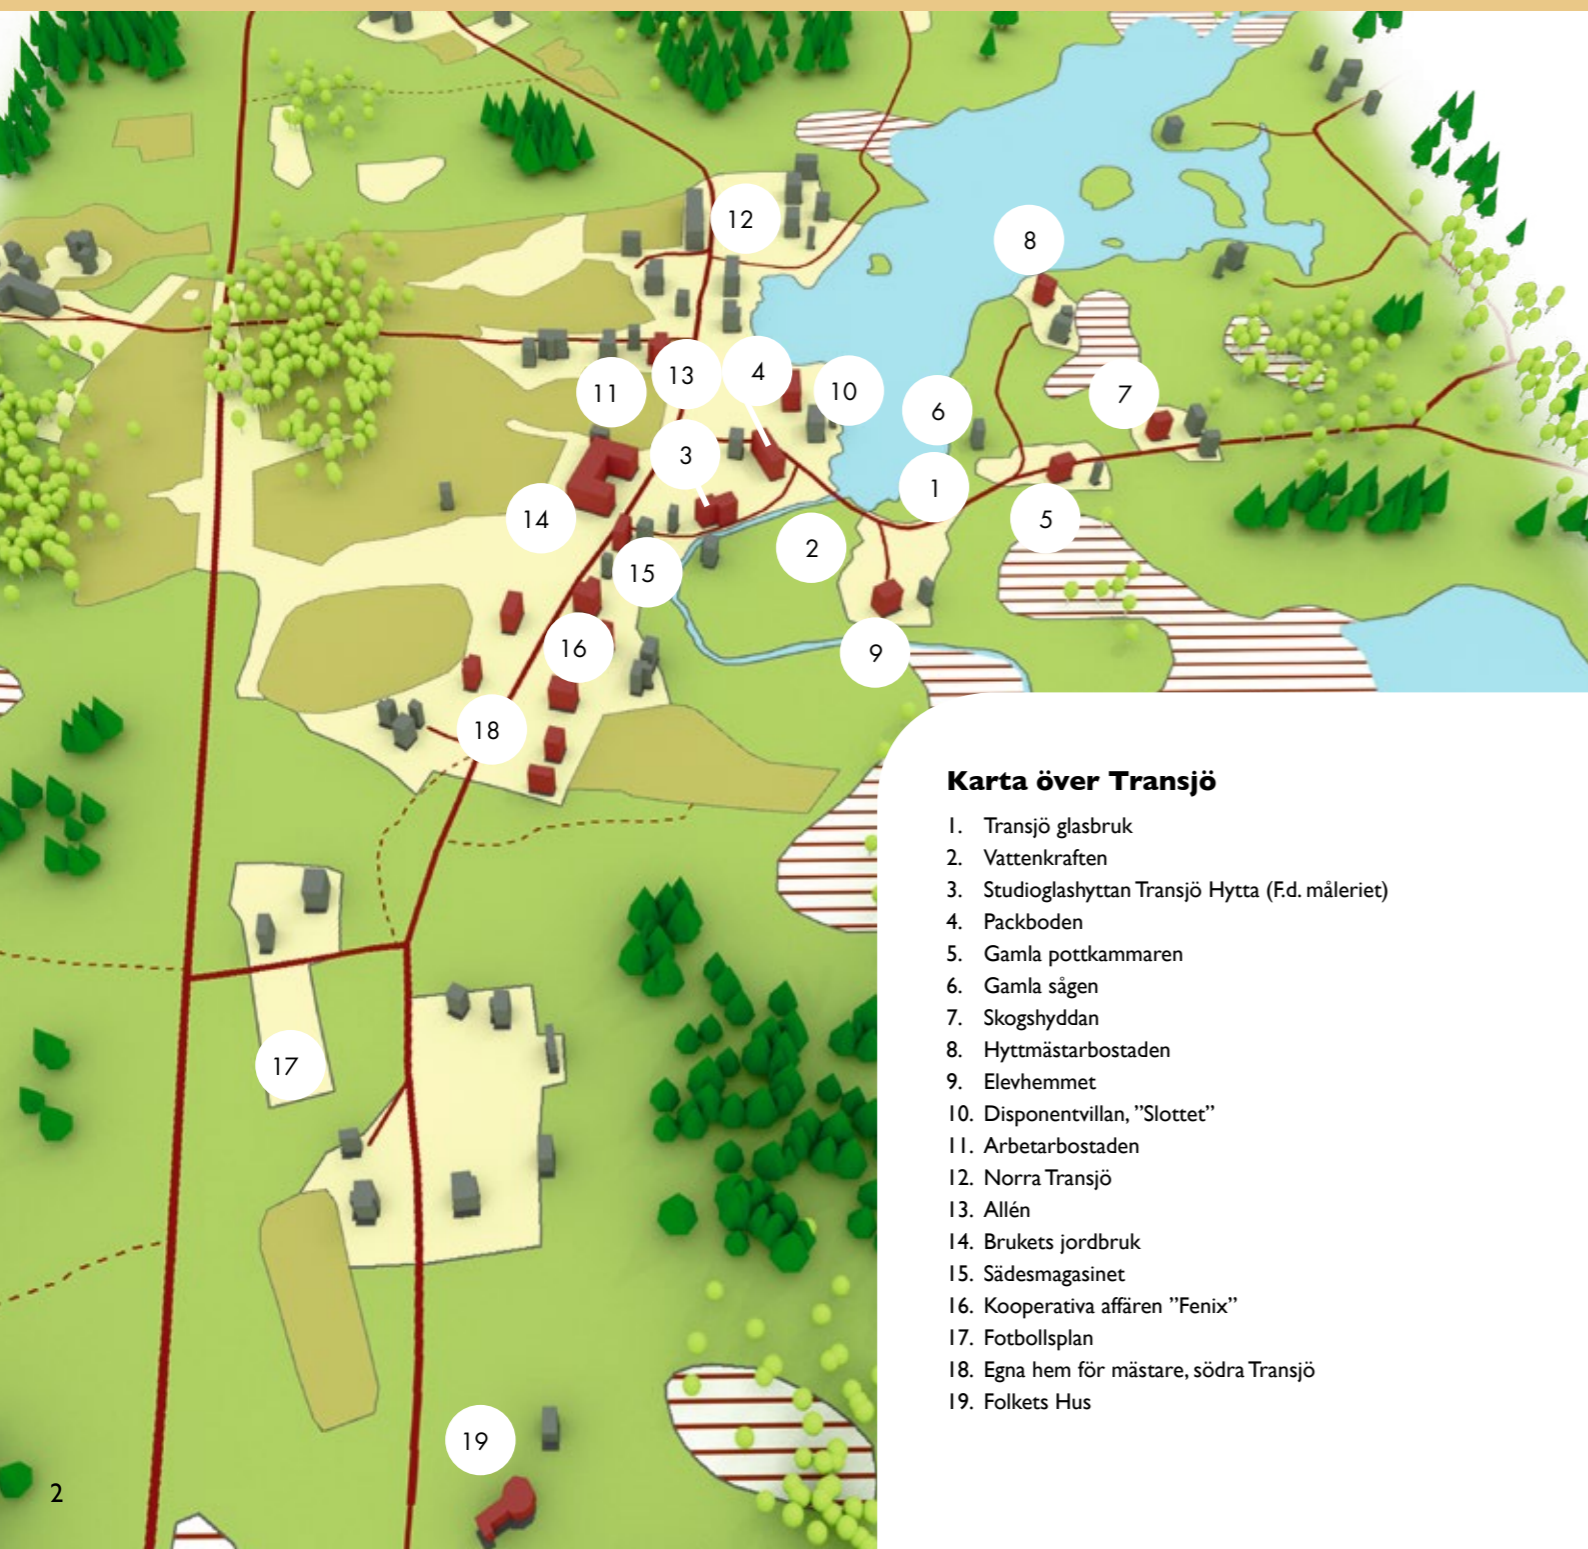 12
8
4
13
11
10
7
6
3
1
14
5
2
15
16
9
18
Karta över Transjö
1. Transjö glasbruk
2. Vattenkraften
3. Studioglashyttan Transjö Hytta (F.d. måleriet)
4. Packboden
5. Gamla pottkammaren
6. Gamla sågen
7. Skogshyddan
8. Hyttmästarbostaden
9. Elevhemmet
10. Disponentvillan, ”Slottet”
11. Arbetarbostaden
12. Norra Transjö
13. Allén
14. Brukets jordbruk
15. Sädesmagasinet
16. Kooperativa affären ”Fenix”
17. Fotbollsplan
18. Egna hem för mästare, södra Transjö
19. Folkets Hus
17
19
2